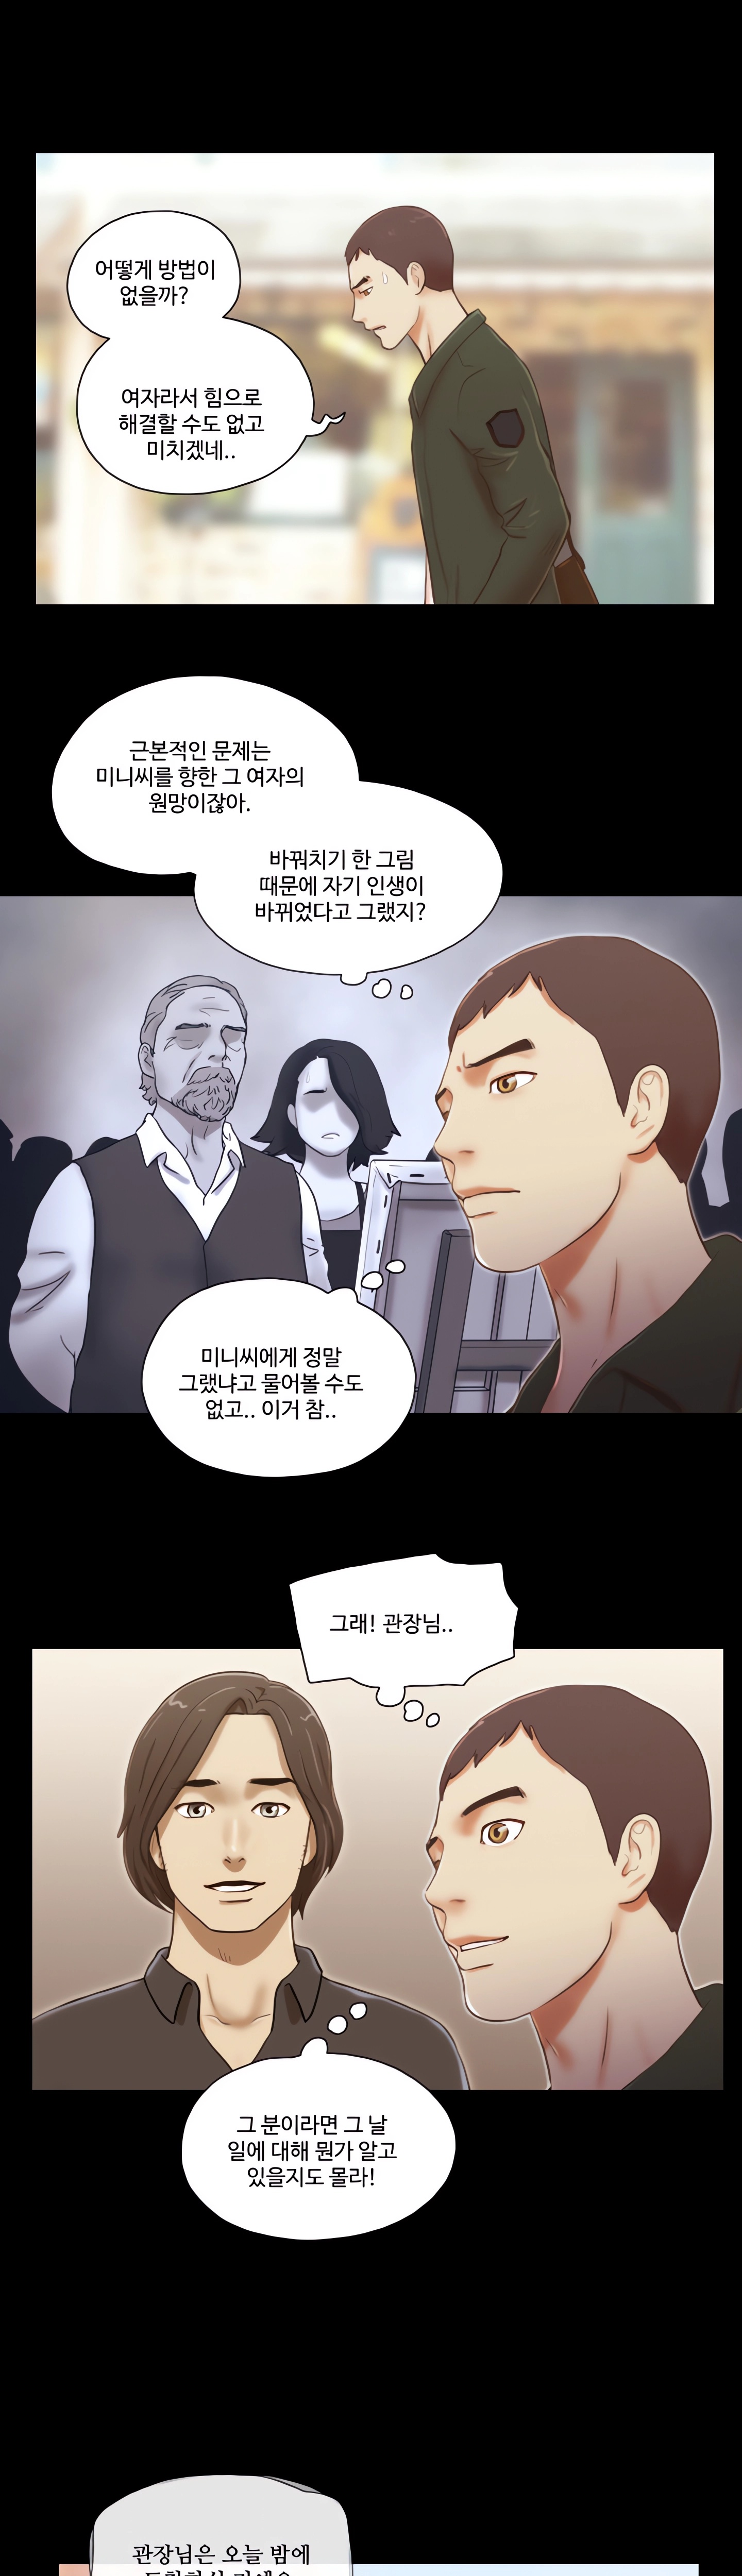 어떻게 방법이
없을까?
여자라서 힘으로
해결할 수도 없고
미치겠네..
근본적인 문제는
미니씨를 향한 그 여자의
원망이잖아.
바꿔치기 한 그림
때문에 자기 인생이
바뀌었다고 그랬지?
미니씨에게 정말
그랬냐고 물어볼 수도
없고.. 이거 참..
그래! 관장님..
그 분이라면 그 날
일에 대해 뭔가 알고
있을지도 몰라!
관장님은 오늘 밤에